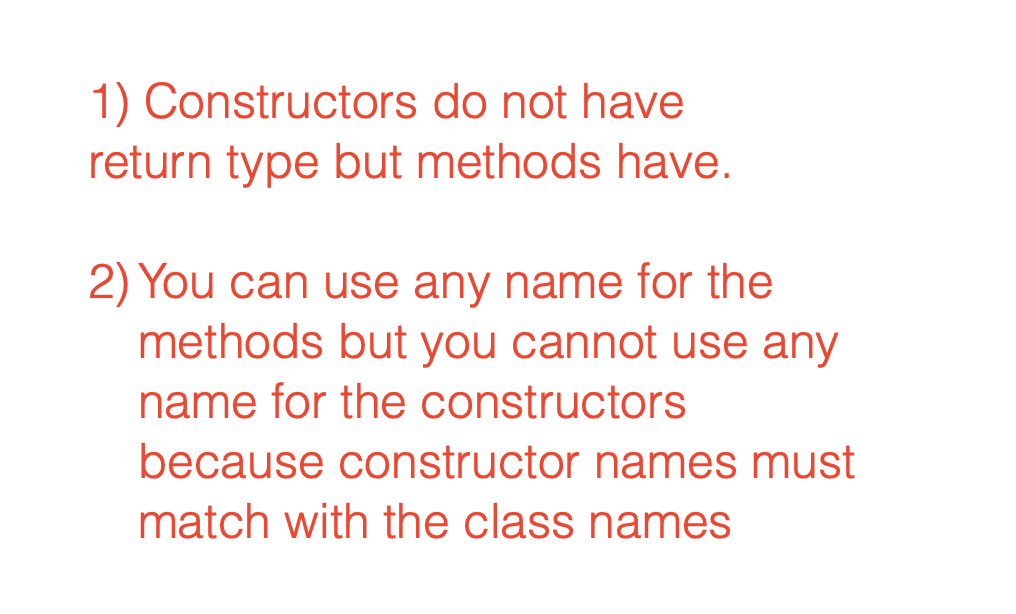 1) Constructors do not have
return type but methods have.
2) You can use any name for the
methods but you cannot use any
name for the constructors
because constructor names must
match with the class names